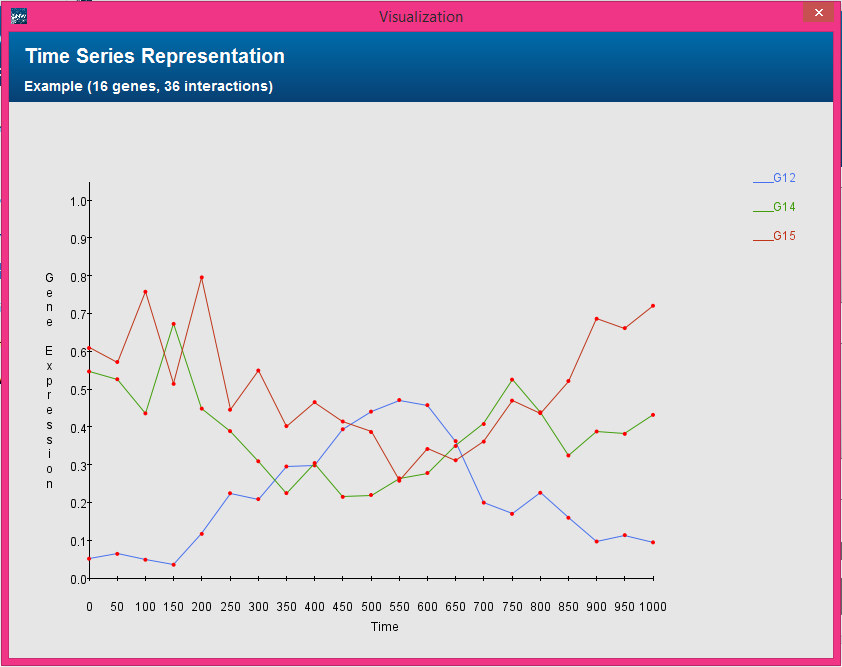 Visualization
Time Series Representation
Example (16 genes, 36 interactions)
G12
G14
G15
1.0
0.9
0.8
0.7
0.6
0.5
0.4
0.3
0.2
0.1
0.0
Gene Expression
0 50 100 150 200 250 300 350 400 450 500 550 600 650 700 750 800 850 900 950 1000
Time